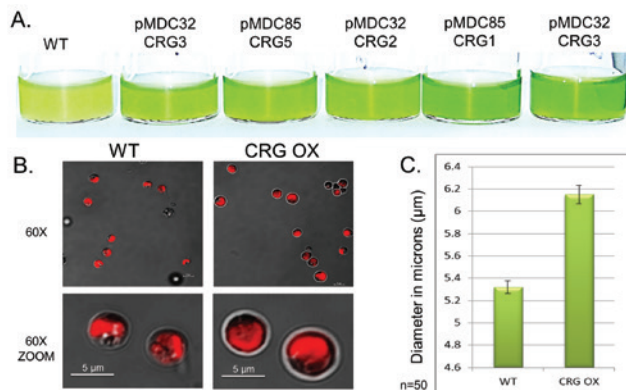 A.
WT
pMDC32 CRG3
pMDC85 CRG5
pMDC32 CRG2
pMDC85 CRG1
pMDC32 CRG3
B.
WT
CRG OX
60X
60X ZOOM
5 µm
5 µm
C.
Diameter in microns (µm)
6.4
6.2
6
5.8
5.6
5.4
5.2
5
4.8
4.6
WT
CRG OX
n=50